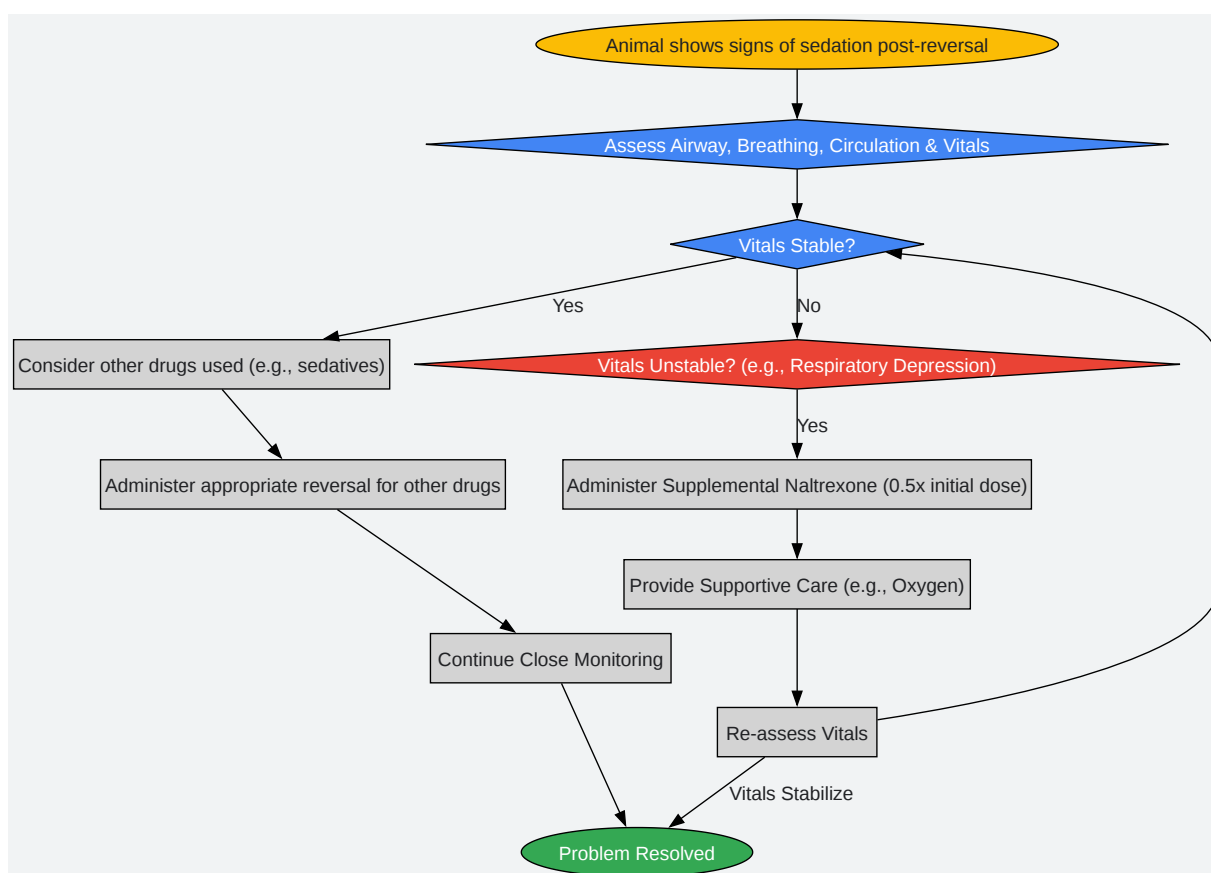 Animal shows signs of sedation post-reversal
Assess Airway, Breathing, Circulation & Vitals
Vitals Stable?
Yes
No
Consider other drugs used (e.g., sedatives)
Vitals Unstable? (e.g., Respiratory Depression)
Yes
Administer appropriate reversal for other drugs
Administer Supplemental Naltrexone (0.5x initial dose)
Provide Supportive Care (e.g., Oxygen)
Continue Close Monitoring
Re-assess Vitals
Vitals Stabilize
Problem Resolved